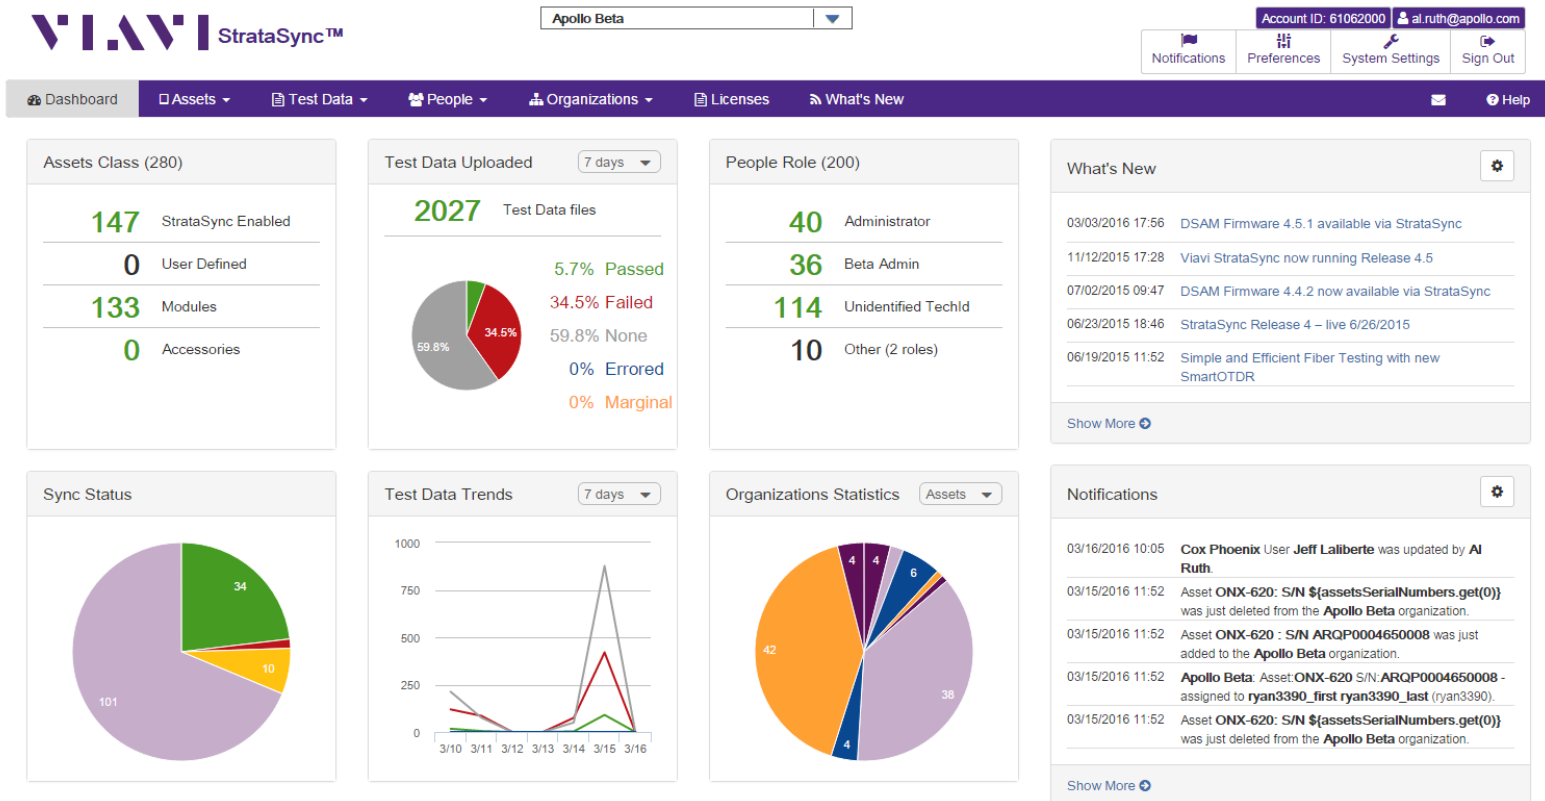 VIAVI StrataSync™
Apollo Beta
Account ID: 61062000
al.ruth@apollo.com
Notifications
Preferences
System Settings
Sign Out
Dashboard
Assets
Test Data
People
Organizations
Licenses
What's New
Help
Assets Class (280)
147 StrataSync Enabled
0 User Defined
133 Modules
0 Accessories
Test Data Uploaded
7 days
2027 Test Data files
5.7% Passed
34.5% Failed
59.8% None
0% Errored
0% Marginal
34.5%
59.8%
People Role (200)
40 Administrator
36 Beta Admin
114 Unidentified TechId
10 Other (2 roles)
What's New
03/03/2016 17:56 DSAM Firmware 4.5.1 available via StrataSync
11/12/2015 17:28 Viavi StrataSync now running Release 4.5
07/02/2015 09:47 DSAM Firmware 4.4.2 now available via StrataSync
06/23/2015 18:46 StrataSync Release 4 – live 6/26/2015
06/19/2015 11:52 Simple and Efficient Fiber Testing with new
SmartOTDR
Show More
Sync Status
34
10
101
Test Data Trends
7 days
1000
750
500
250
0
3/10 3/11 3/12 3/13 3/14 3/15 3/16
Organizations Statistics
Assets
4
4
6
42
38
4
Notifications
03/16/2016 10:05 Cox Phoenix User Jeff Laliberte was updated by Al
Ruth.
03/15/2016 11:52 Asset ONX-620: S/N ${assetsSerialNumbers.get(0)}
was just deleted from the Apollo Beta organization.
03/15/2016 11:52 Asset ONX-620 : S/N ARQP0004650008 was just
added to the Apollo Beta organization.
03/15/2016 11:52 Apollo Beta: Asset:ONX-620 S/N:ARQP0004650008 -
assigned to ryan3390_first ryan3390_last (ryan3390).
03/15/2016 11:52 Asset ONX-620: S/N ${assetsSerialNumbers.get(0)}
was just deleted from the Apollo Beta organization.
Show More